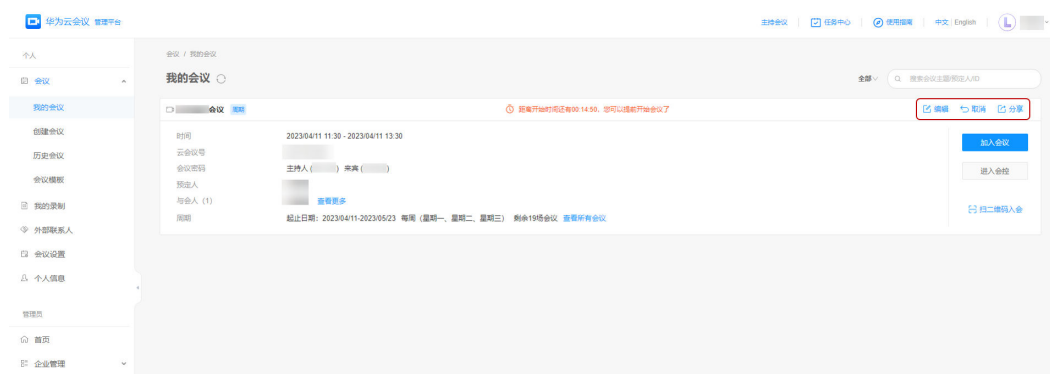 华为云会议 管理平台
主持会议 任务中心 使用指南 中文 English L
个人
会议
我的会议
创建会议
历史会议
会议模板
我的录制
外部联系人
会议设置
个人信息
管理员
首页
企业管理
会议 / 我的会议
我的会议
全部 搜索会议主题/预定人/ID
会议 周期 距离开始时间还有00:14:50，您可以提前开始会议了 编辑 取消 分享
时间 2023/04/11 11:30 - 2023/04/11 13:30
云会议号
会议密码 主持人 ( ) 来宾 ( )
预定人
与会人 (1) 查看更多
周期 起止日期：2023/04/11-2023/05/23 每周（星期一、星期二、星期三） 剩余19场会议 查看所有会议
加入会议
进入会控
扫二维码入会